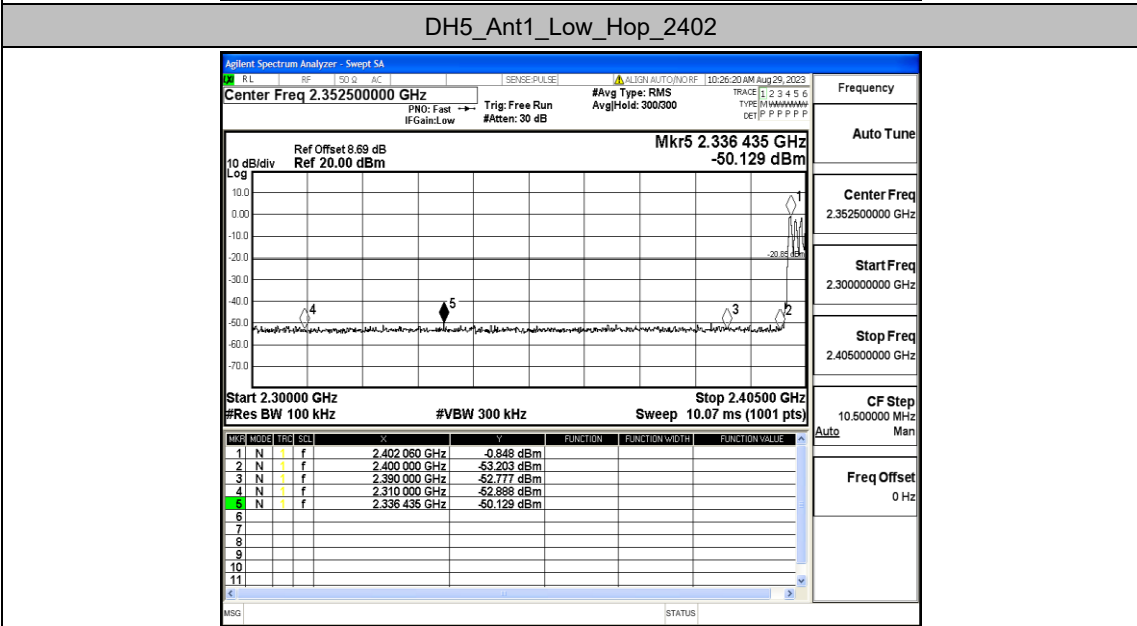 DH5_Ant1_Low_Hop_2402
Agilent Spectrum Analyzer - Swept SA
LXI RL RF 50 Ω AC SENSE:PULSE ALIGN AUTO/NO RF 10:26:20 AM Aug 29, 2023
Center Freq 2.352500000 GHz
PNO: Fast
IFGain:Low
Trig: Free Run
#Atten: 30 dB
#Avg Type: RMS
Avg|Hold: 300/300
TRACE 1 2 3 4 5 6
TYPE M W W W W W
DET P P P P P P
Frequency
Auto Tune
Center Freq
2.352500000 GHz
Start Freq
2.300000000 GHz
Stop Freq
2.405000000 GHz
CF Step
10.500000 MHz
Auto Man
Freq Offset
0 Hz
Mkr5 2.336 435 GHz
-50.129 dBm
Ref Offset 8.69 dB
10 dB/div Ref 20.00 dBm
Log
10.0
0.00
-10.0
-20.0
-30.0
-40.0
-50.0
-60.0
-70.0
1
-20.85 dBm
4
5
3
2
Start 2.30000 GHz Stop 2.40500 GHz
#Res BW 100 kHz #VBW 300 kHz Sweep 10.07 ms (1001 pts)
MKR MODE TRC SCL X Y FUNCTION FUNCTION WIDTH FUNCTION VALUE
1 N 1 f 2.402 060 GHz -0.848 dBm
2 N 1 f 2.400 000 GHz -53.203 dBm
3 N 1 f 2.390 000 GHz -52.777 dBm
4 N 1 f 2.310 000 GHz -52.888 dBm
5 N 1 f 2.336 435 GHz -50.129 dBm
6
7
8
9
10
11
MSG STATUS